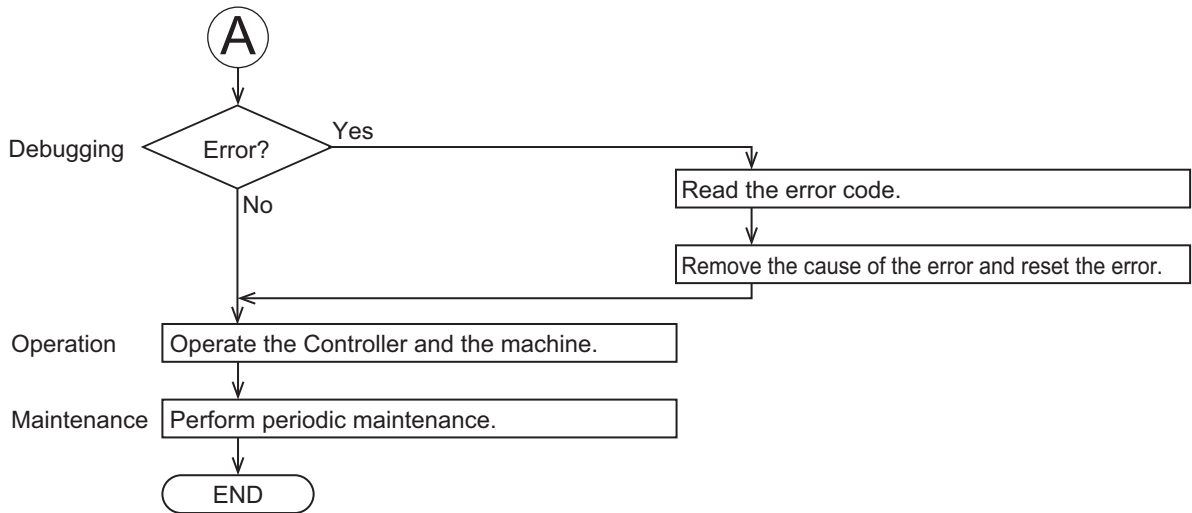 A
Debugging
Error?
Yes
No
Read the error code.
Remove the cause of the error and reset the error.
Operation
Operate the Controller and the machine.
Maintenance
Perform periodic maintenance.
END